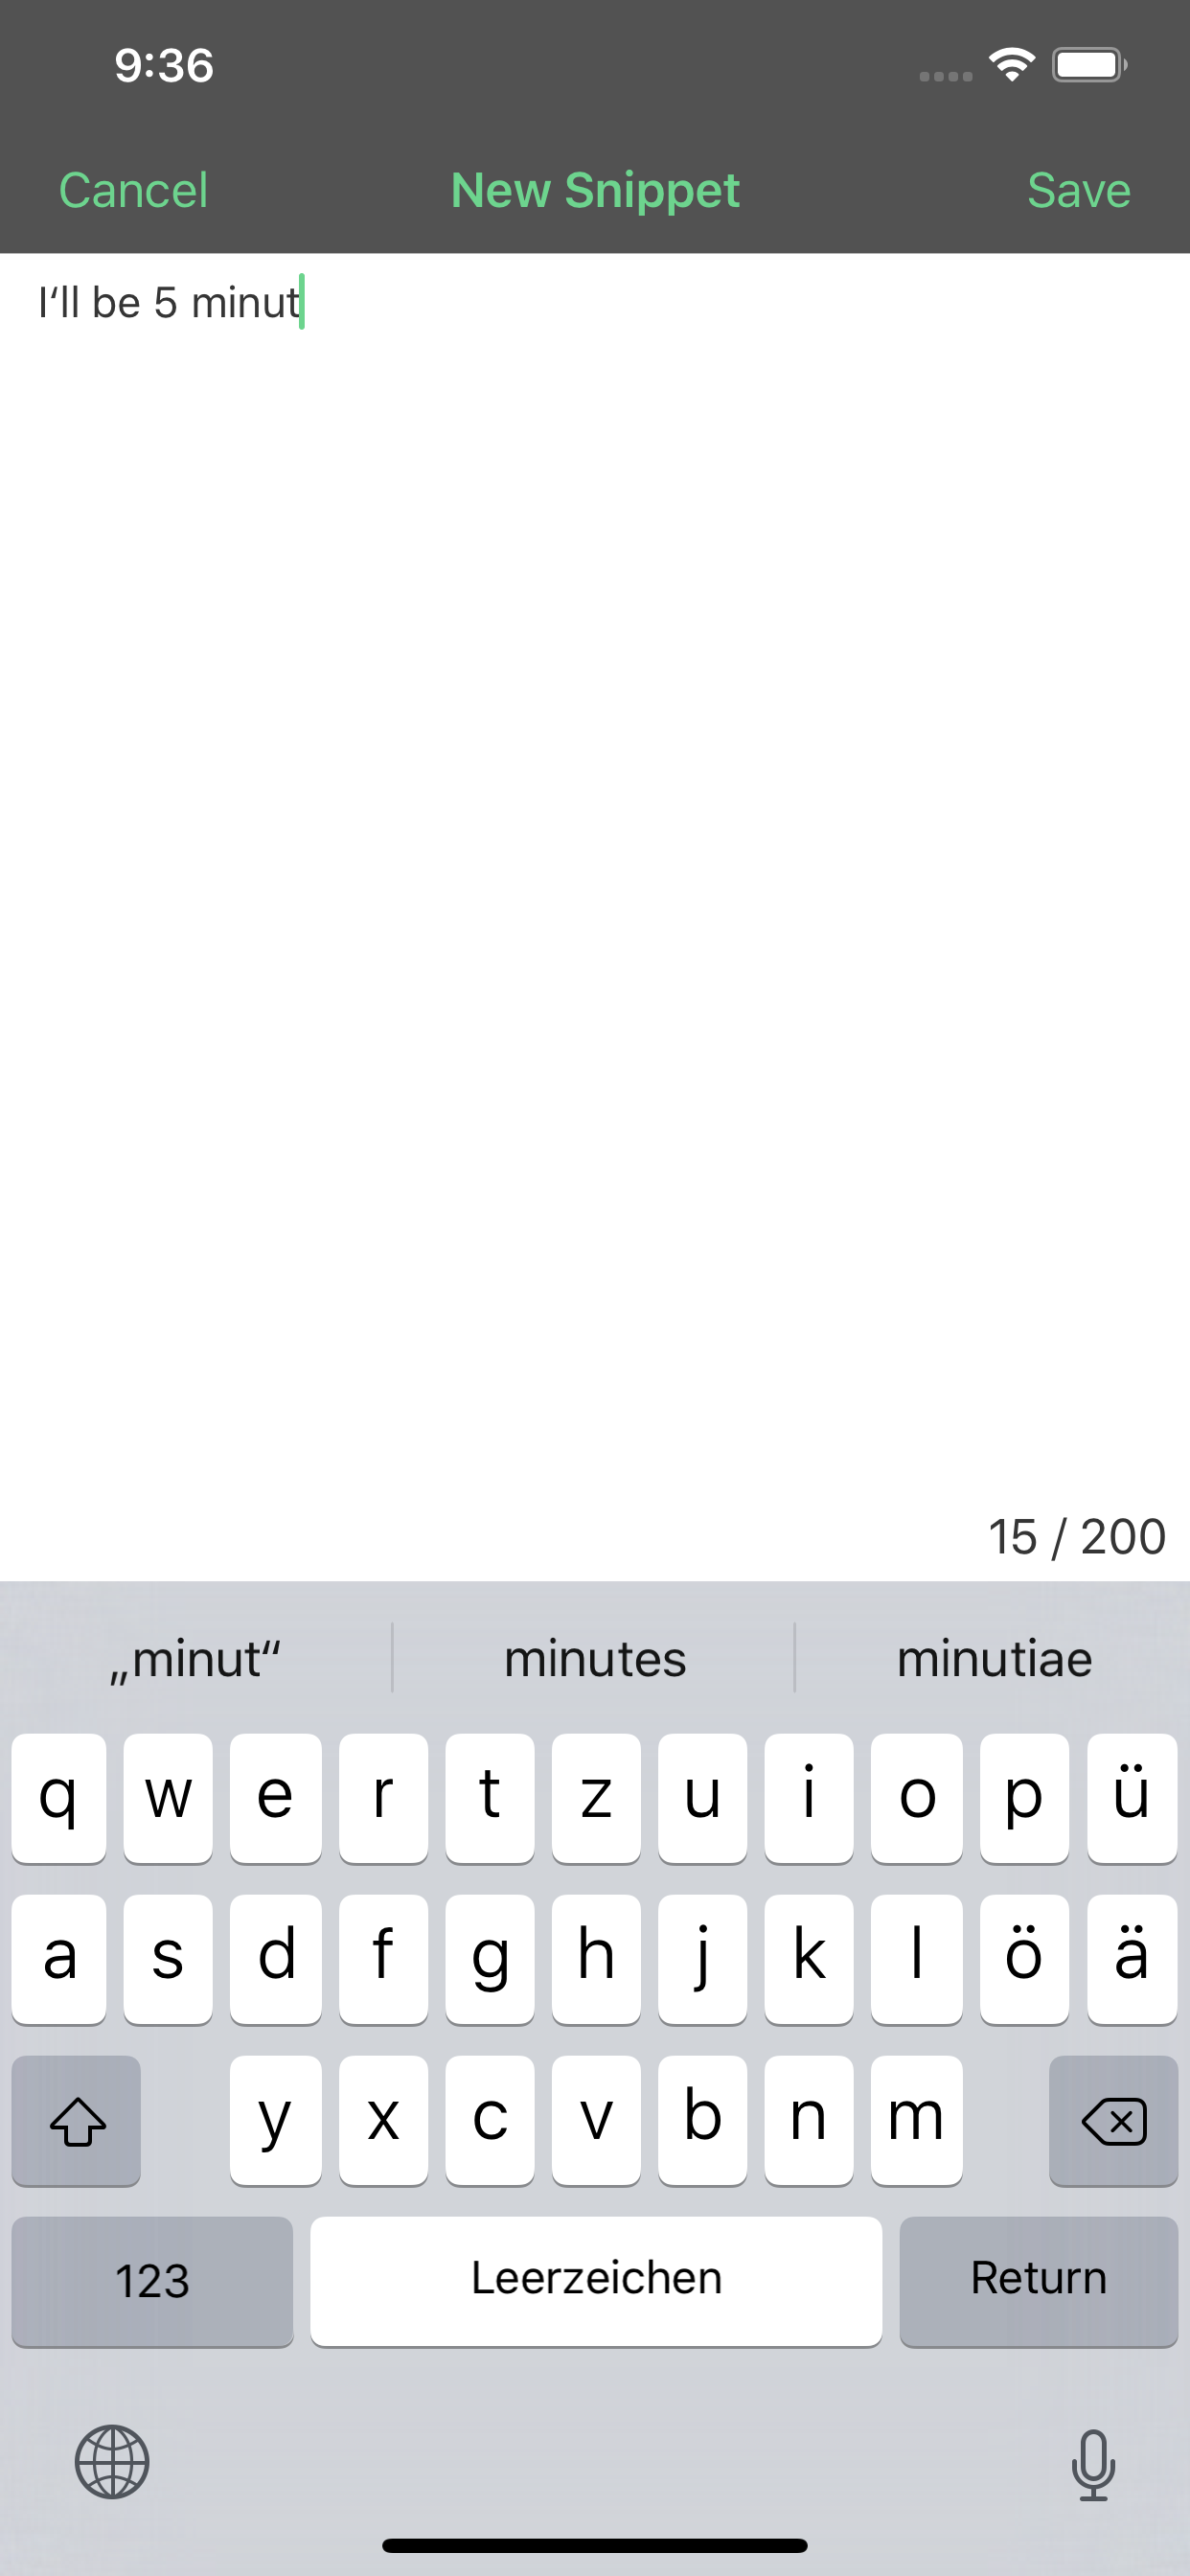 9:36
Cancel New Snippet Save
I‘ll be 5 minut
15 / 200
„minut“ minutes minutiae
q w e r t z u i o p ü
a s d f g h j k l ö ä
y x c v b n m
123 Leerzeichen Return